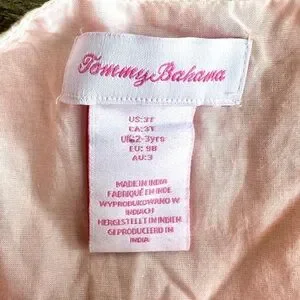 Tommy Bahama
US:3T
CA:3T
UK:2-3yrs
EU: 98
AU:3
MADE IN INDIA
FABRIQUÉ EN INDE
WYPRODUKOWANO W
INDIACH
HERGESTELLT IN INDIEN
GEPRODUCEERD IN
INDIA